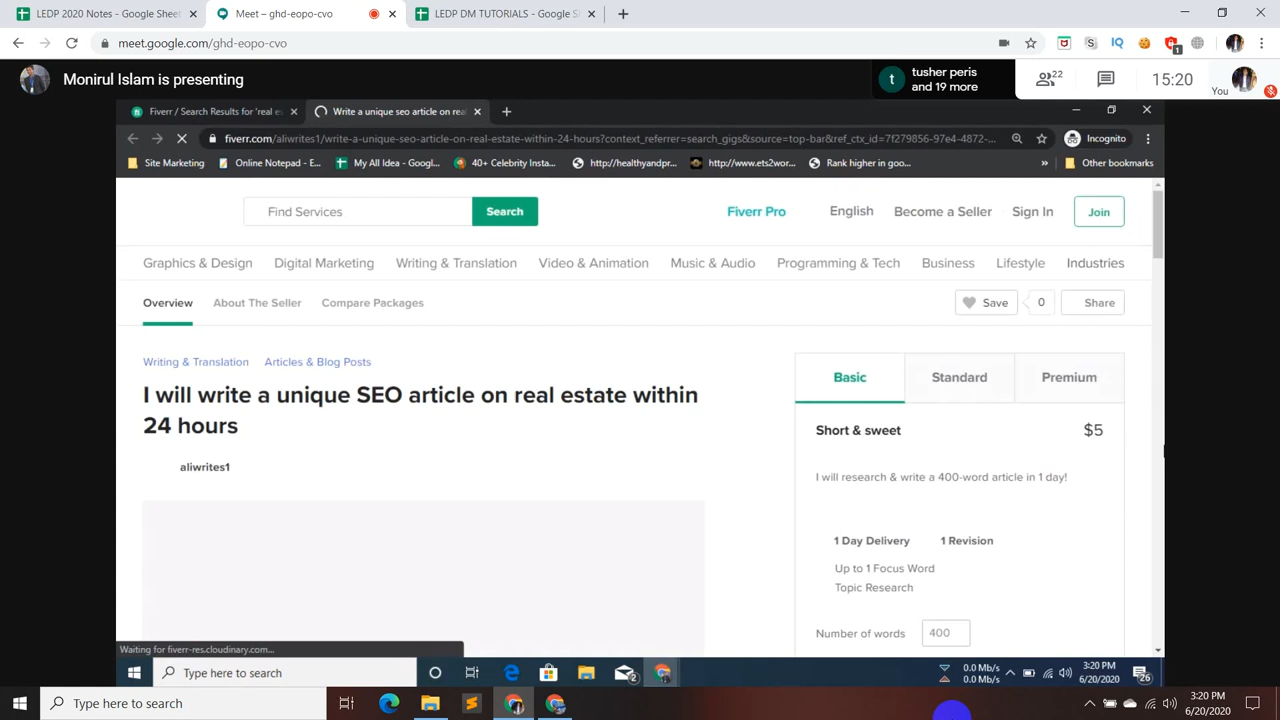 LEDP 2020 Notes - Google Sheet
Meet – ghd-eopo-cvo
LEDP DM TUTORIALS - Google S
meet.google.com/ghd-eopo-cvo
1
Monirul Islam is presenting
t
tusher peris
and 19 more
22
15:20
You
Fiverr / Search Results for 'real e
Write a unique seo article on rea
fiverr.com/aliwrites1/write-a-unique-seo-article-on-real-estate-within-24-hours?context_referrer=search_gigs&source=top-bar&ref_ctx_id=7f279856-97e4-4872-...
Incognito
Site Marketing
Online Notepad - E...
My All Idea - Googl...
40+ Celebrity Insta...
http://healthyandpr...
http://www.ets2wor...
Rank higher in goo...
»
Other bookmarks
Find Services
Search
Fiverr Pro
English
Become a Seller
Sign In
Join
Graphics & Design
Digital Marketing
Writing & Translation
Video & Animation
Music & Audio
Programming & Tech
Business
Lifestyle
Industries
Overview
About The Seller
Compare Packages
Save
0
Share
Writing & Translation
Articles & Blog Posts
I will write a unique SEO article on real estate within
24 hours
aliwrites1
Basic
Standard
Premium
Short & sweet
$5
I will research & write a 400-word article in 1 day!
1 Day Delivery
1 Revision
Up to 1 Focus Word
Topic Research
Number of words
400
Waiting for fiverr-res.cloudinary.com...
Type here to search
2
0.0 Mb/s
0.0 Mb/s
3:20 PM
6/20/2020
26
Type here to search
3:20 PM
6/20/2020